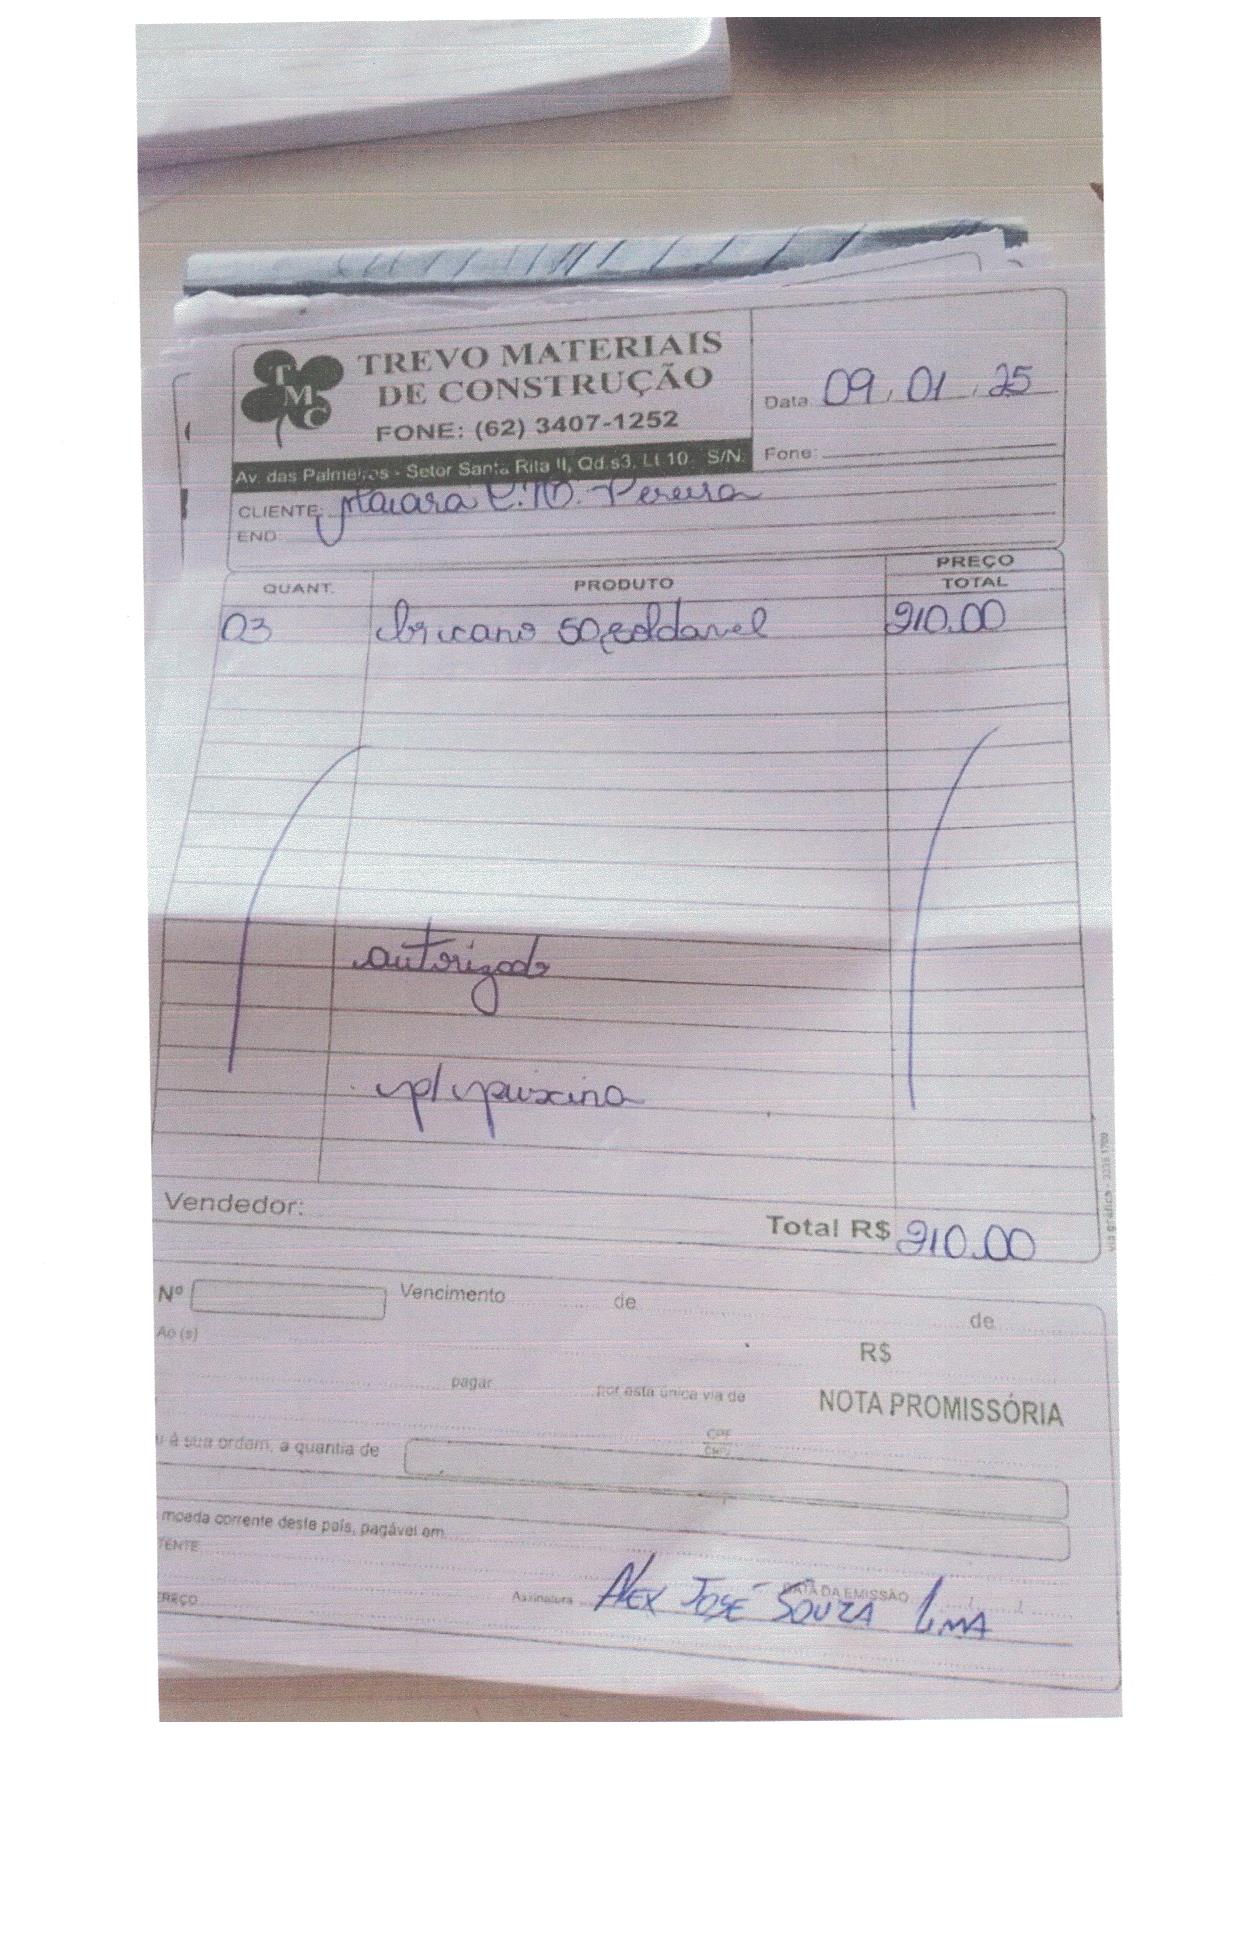 TMC
TREVO MATERIAIS
DE CONSTRUÇÃO
FONE: (62) 3407-1252
Av. das Palmeiras - Setor Santa Rita II, Qd.s3, Lt 10. S/N.
Data 09, 01, 25
Fone:
CLIENTE: Pereira
END
QUANT. PRODUTO PREÇO TOTAL
03 50 soldavel 910.00
autorizado
p/ piscina
Vendedor:
Total R$ 910.00
Nº Vencimento de de
Ao (s) R$
pagar por esta única via de NOTA PROMISSÓRIA
CPF
CNPJ
à sua ordem, a quantia de
moeda corrente deste país, pagável em
TENTE
DATA DA EMISSÃO
EREÇO Assinatura ALEX JOSÉ SOUZA LIMA